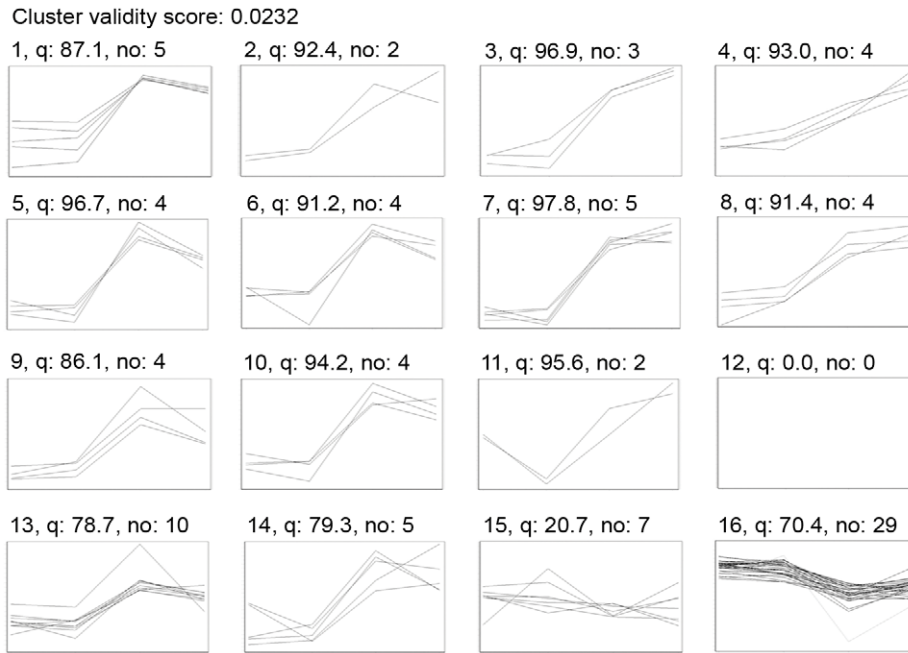 Cluster validity score: 0.0232
1, q: 87.1, no: 5
2, q: 92.4, no: 2
3, q: 96.9, no: 3
4, q: 93.0, no: 4
5, q: 96.7, no: 4
6, q: 91.2, no: 4
7, q: 97.8, no: 5
8, q: 91.4, no: 4
9, q: 86.1, no: 4
10, q: 94.2, no: 4
11, q: 95.6, no: 2
12, q: 0.0, no: 0
13, q: 78.7, no: 10
14, q: 79.3, no: 5
15, q: 20.7, no: 7
16, q: 70.4, no: 29